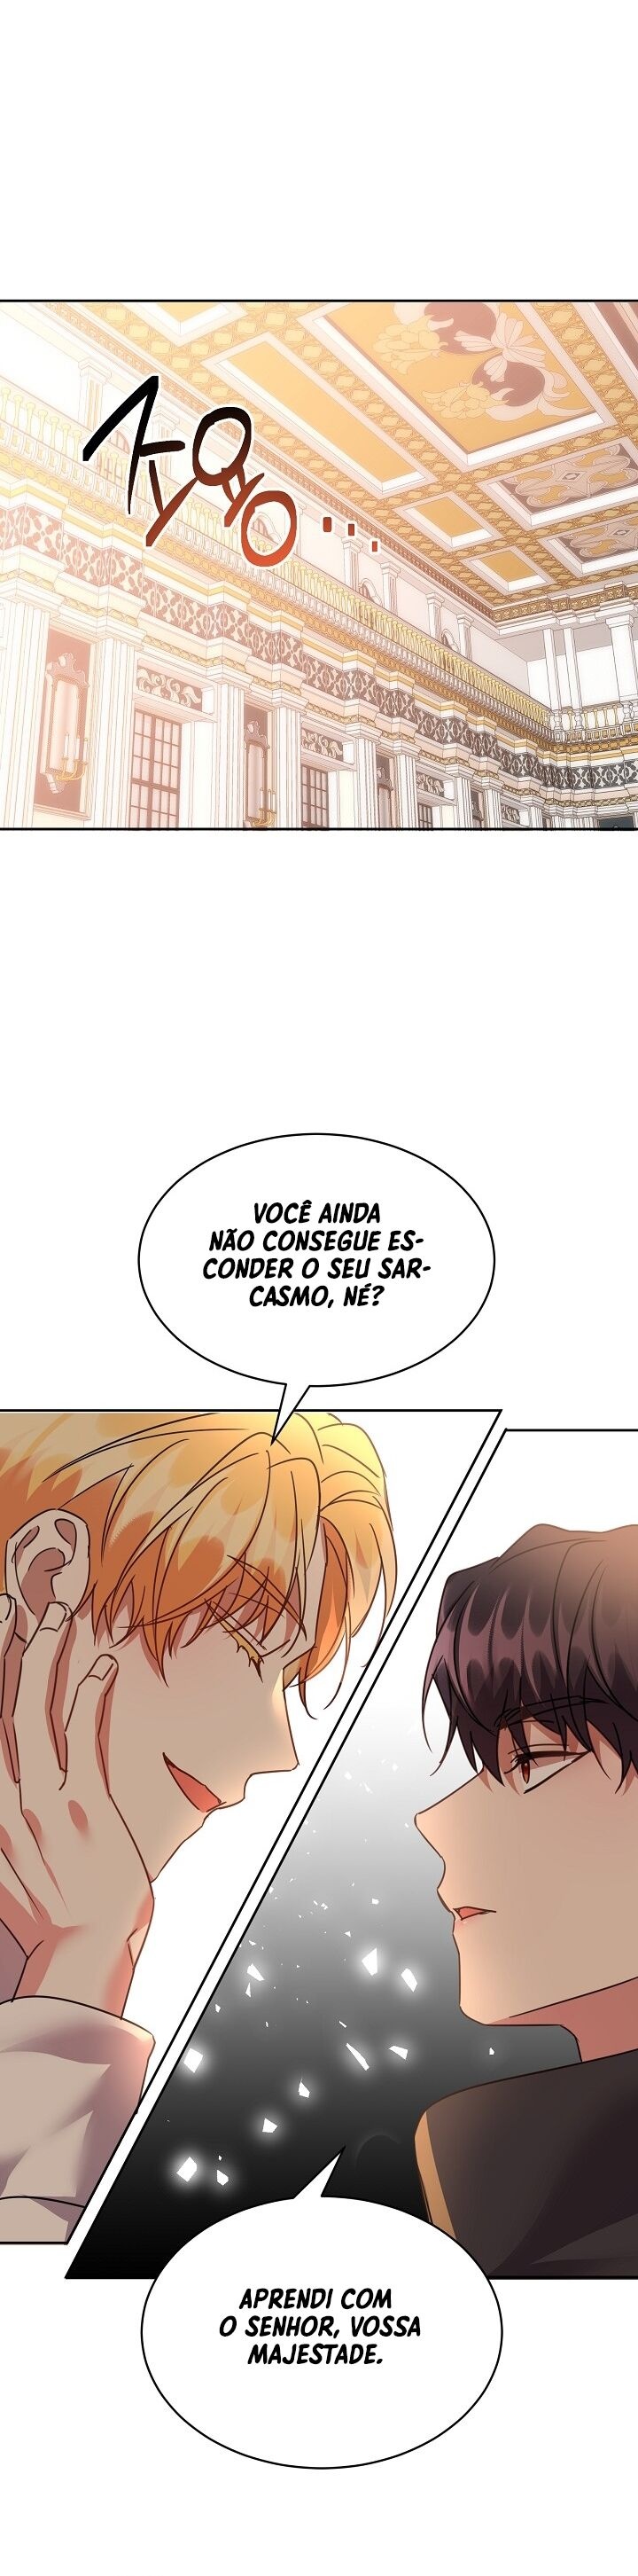 VOCÊ AINDA
NÃO CONSEGUE ES-
CONDER O SEU SAR-
CASMO, NÉ?
APRENDI COM
O SENHOR, VOSSA
MAJESTADE.